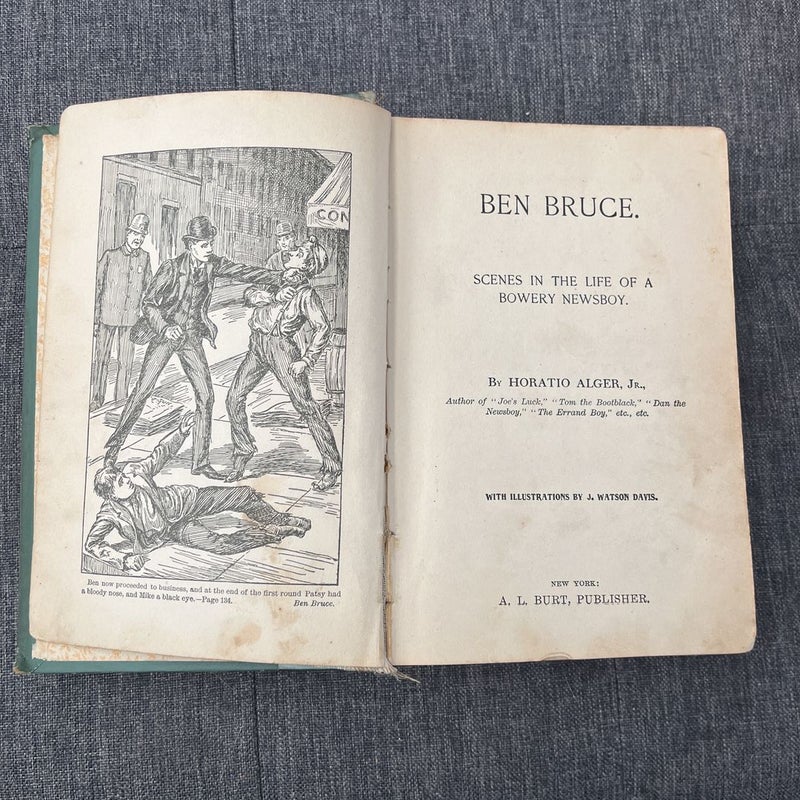 CON
Ben now proceeded to business, and at the end of the first round Patsy had
a bloody nose, and Mike a black eye.—Page 134.
Ben Bruce.
BEN BRUCE.
SCENES IN THE LIFE OF A
BOWERY NEWSBOY.
By HORATIO ALGER, Jr.,
Author of "Joe's Luck," "Tom the Bootblack," "Dan the
Newsboy," "The Errand Boy," etc., etc.
WITH ILLUSTRATIONS BY J. WATSON DAVIS.
NEW YORK:
A. L. BURT, PUBLISHER.